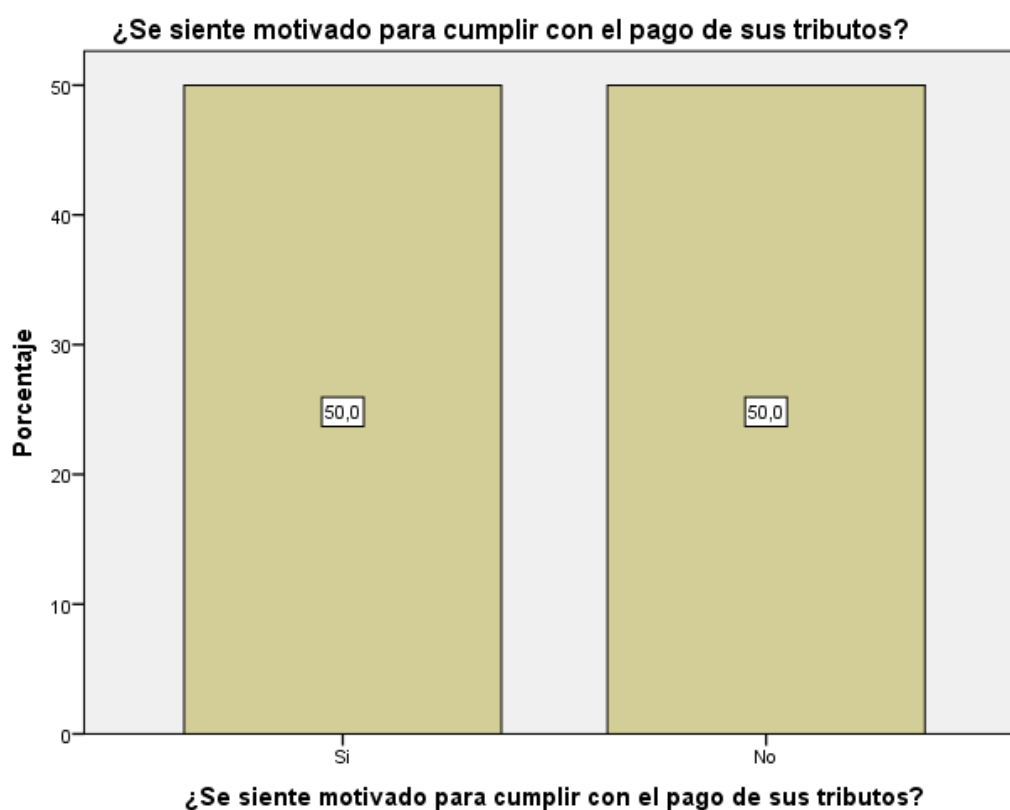 ¿Se siente motivado para cumplir con el pago de sus tributos?
Porcentaje
50
40
30
20
10
0
50,0
50,0
Si
No
¿Se siente motivado para cumplir con el pago de sus tributos?